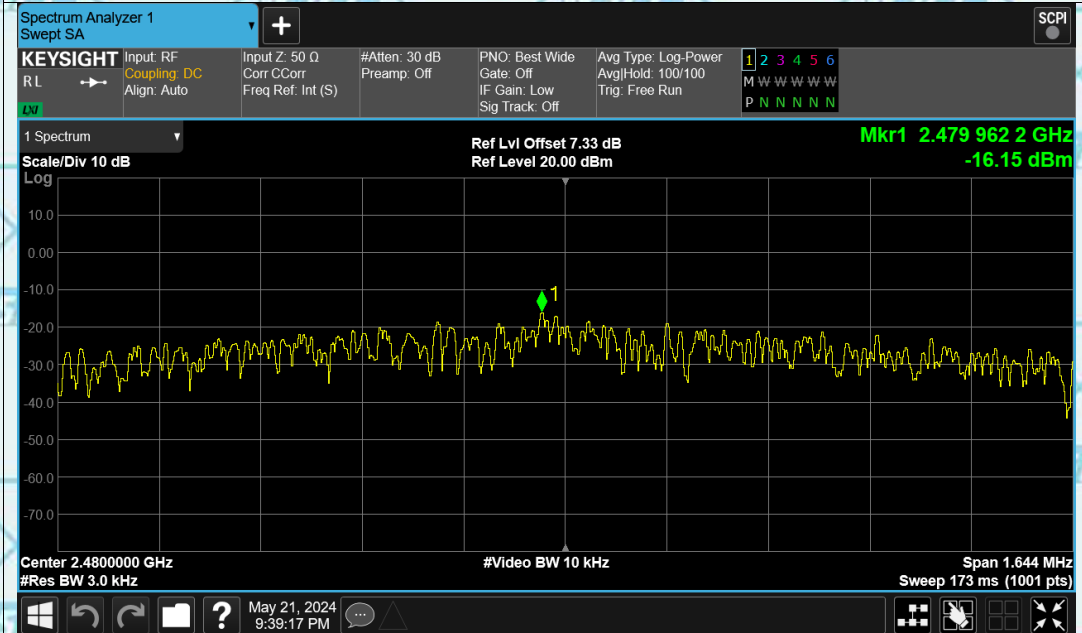 Spectrum Analyzer 1
Swept SA
+
SCPI
KEYSIGHT
R L
LXI
Input: RF
Coupling: DC
Align: Auto
Input Z: 50 Ω
Corr CCorr
Freq Ref: Int (S)
#Atten: 30 dB
Preamp: Off
PNO: Best Wide
Gate: Off
IF Gain: Low
Sig Track: Off
Avg Type: Log-Power
Avg|Hold: 100/100
Trig: Free Run
1 2 3 4 5 6
M W W W W W
P N N N N N
1 Spectrum
Scale/Div 10 dB
Log
Ref Lvl Offset 7.33 dB
Ref Level 20.00 dBm
Mkr1 2.479 962 2 GHz
-16.15 dBm
10.0
0.00
-10.0
1
-20.0
-30.0
-40.0
-50.0
-60.0
-70.0
Center 2.4800000 GHz
#Res BW 3.0 kHz
#Video BW 10 kHz
Span 1.644 MHz
Sweep 173 ms (1001 pts)
?
May 21, 2024
9:39:17 PM